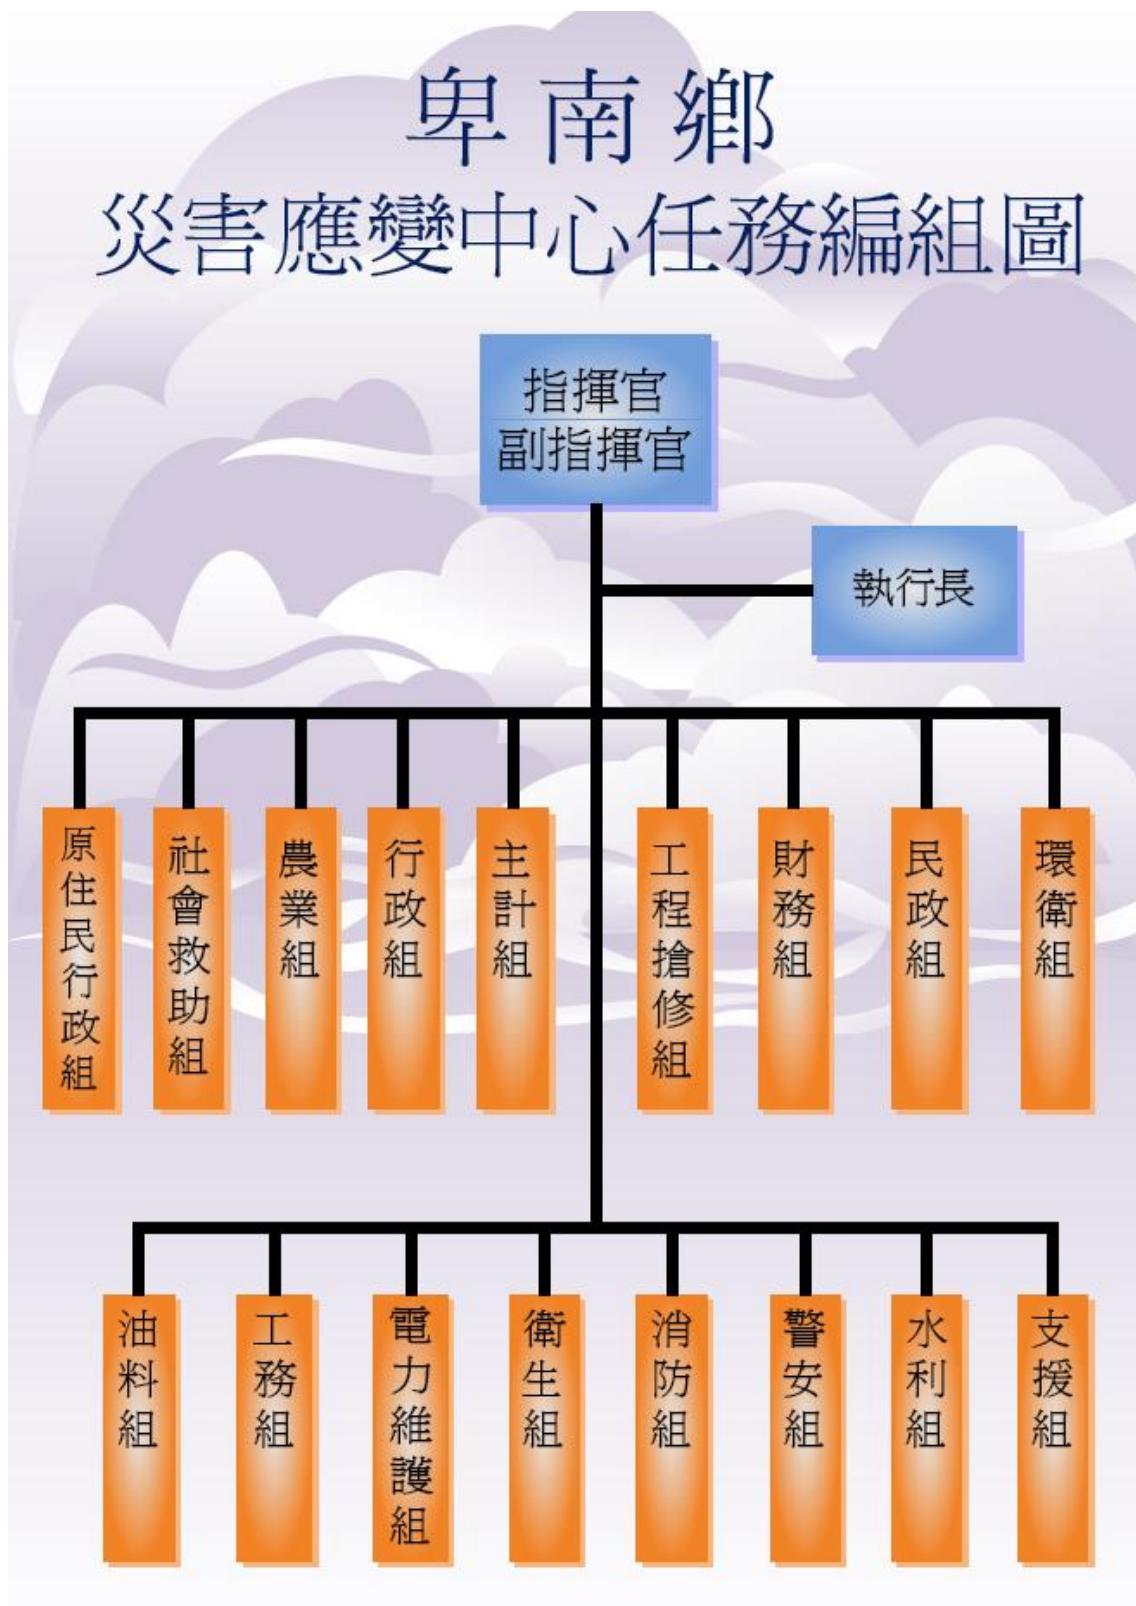 卑南鄉
災害應變中心任務編組圖
指揮官
副指揮官
執行長
原住民行政組
社會救助組
農業組
行政組
主計組
工程搶修組
財務組
民政組
環衛組
油料組
工務組
電力維護組
衛生組
消防組
警安組
水利組
支援組